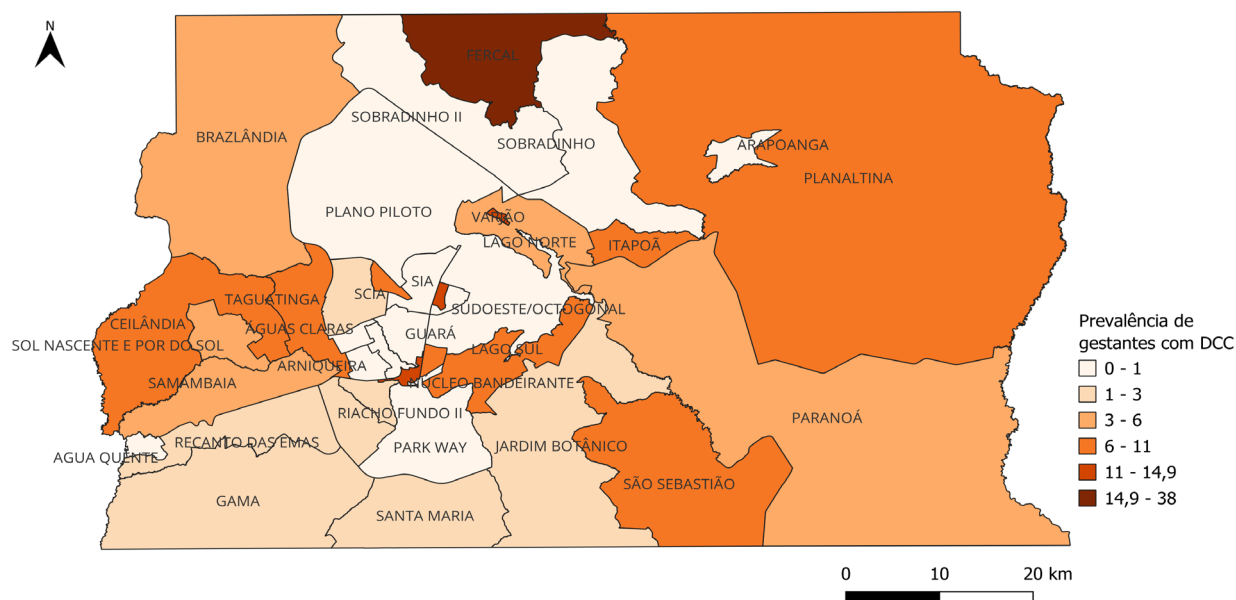 N
FERCAL
SOBRADINHO II
BRAZLÂNDIA
SOBRADINHO
ARAPOANGA
PLANALTINA
PLANO PILOTO
VARJÃO
LAGO NORTE
ITAPOÃ
SIA
SCIA
TAGUATINGA
SUDOESTE/OCTOGONAL
CEILÂNDIA
ÁGUAS CLARAS
GUARÁ
SOL NASCENTE E POR DO SOL
LAGO SUL
ARNIQUEIRA
SAMAMBAIA
NÚCLEO BANDEIRANTE
RIACHO FUNDO II
PARANOÁ
RECANTO DAS EMAS
PARK WAY
JARDIM BOTÂNICO
AGUA QUENTE
SÃO SEBASTIÃO
GAMA
SANTA MARIA
Prevalência de
gestantes com DCC
0 - 1
1 - 3
3 - 6
6 - 11
11 - 14,9
14,9 - 38
0 10 20 km